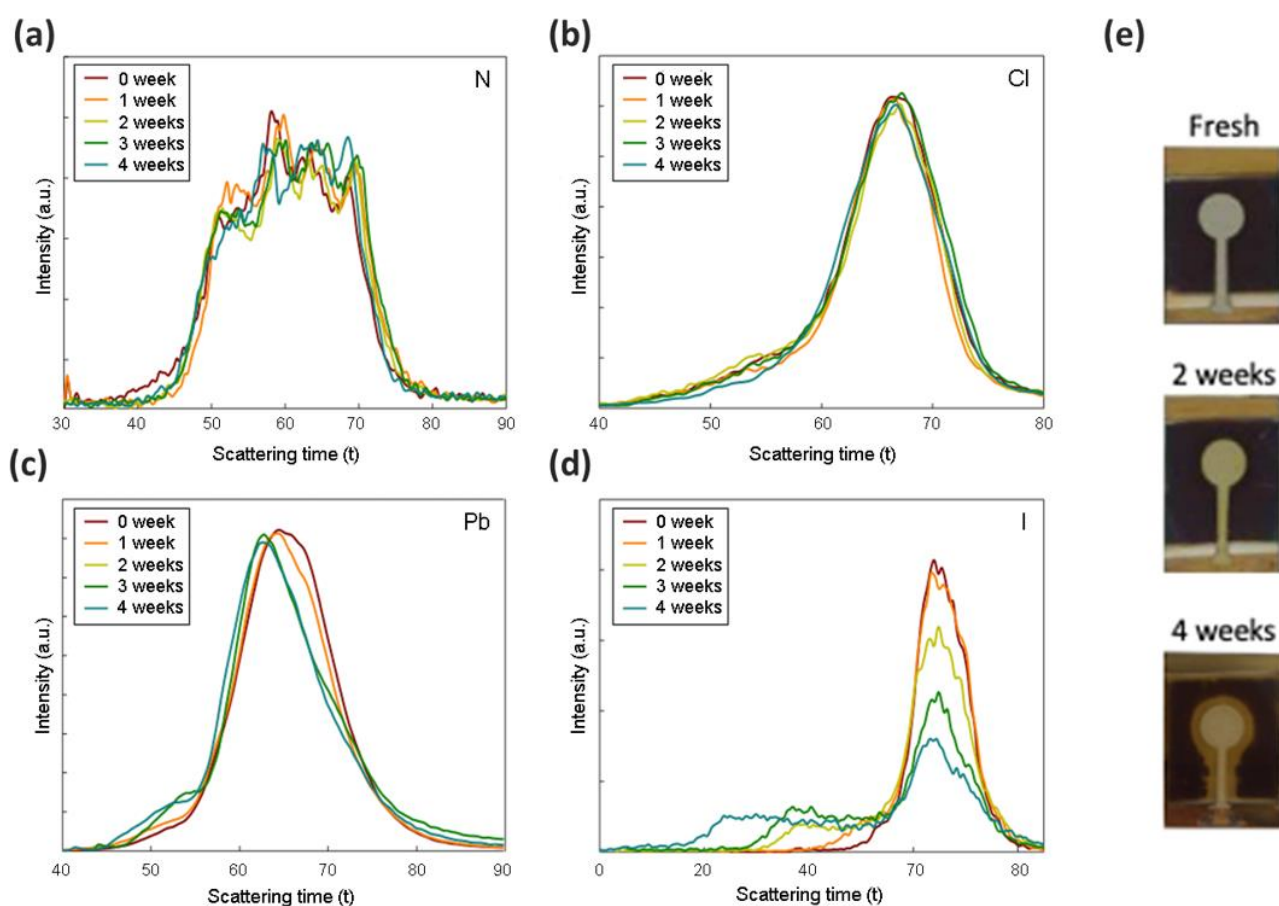 (a)
N
0 week
1 week
2 weeks
3 weeks
4 weeks
Intensity (a.u.)
30 40 50 60 70 80 90
Scattering time (t)
(b)
Cl
0 week
1 week
2 weeks
3 weeks
4 weeks
Intensity (a.u.)
40 50 60 70 80
Scattering time (t)
(c)
Pb
0 week
1 week
2 weeks
3 weeks
4 weeks
Intensity (a.u.)
40 50 60 70 80 90
Scattering time (t)
(d)
I
0 week
1 week
2 weeks
3 weeks
4 weeks
Intensity (a.u.)
0 20 40 60 70 80
Scattering time (t)
(e)
Fresh
2 weeks
4 weeks